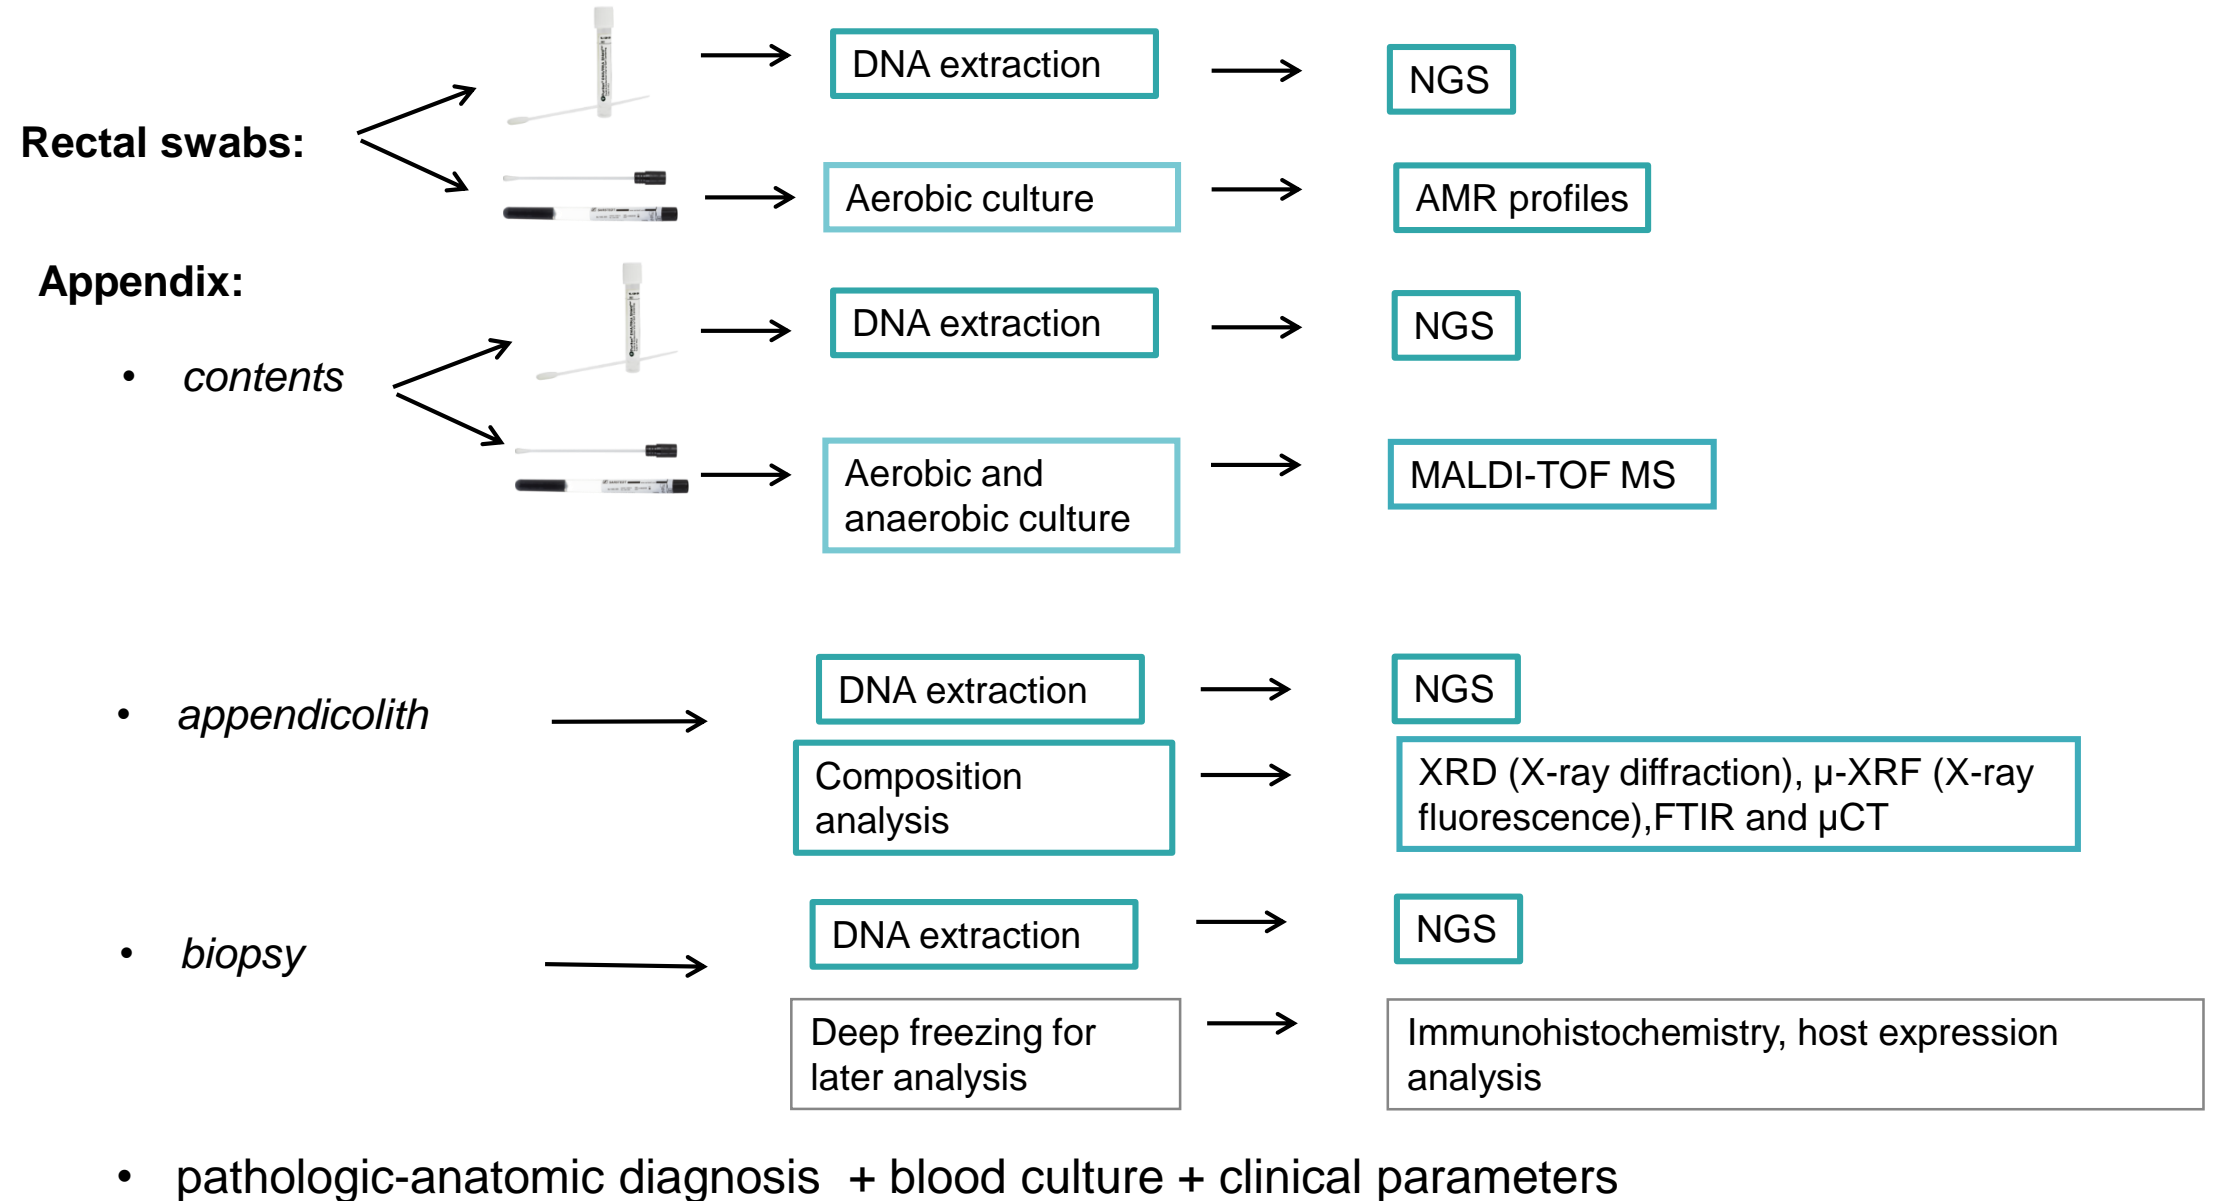 DNA extraction
NGS
Rectal swabs:
Aerobic culture
AMR profiles
Appendix:
DNA extraction
NGS
• contents
Aerobic and
anaerobic culture
MALDI-TOF MS
DNA extraction
NGS
• appendicolith
Composition
analysis
XRD (X-ray diffraction), µ-XRF (X-ray
fluorescence),FTIR and µCT
DNA extraction
NGS
• biopsy
Deep freezing for
later analysis
Immunohistochemistry, host expression
analysis
• pathologic-anatomic diagnosis + blood culture + clinical parameters